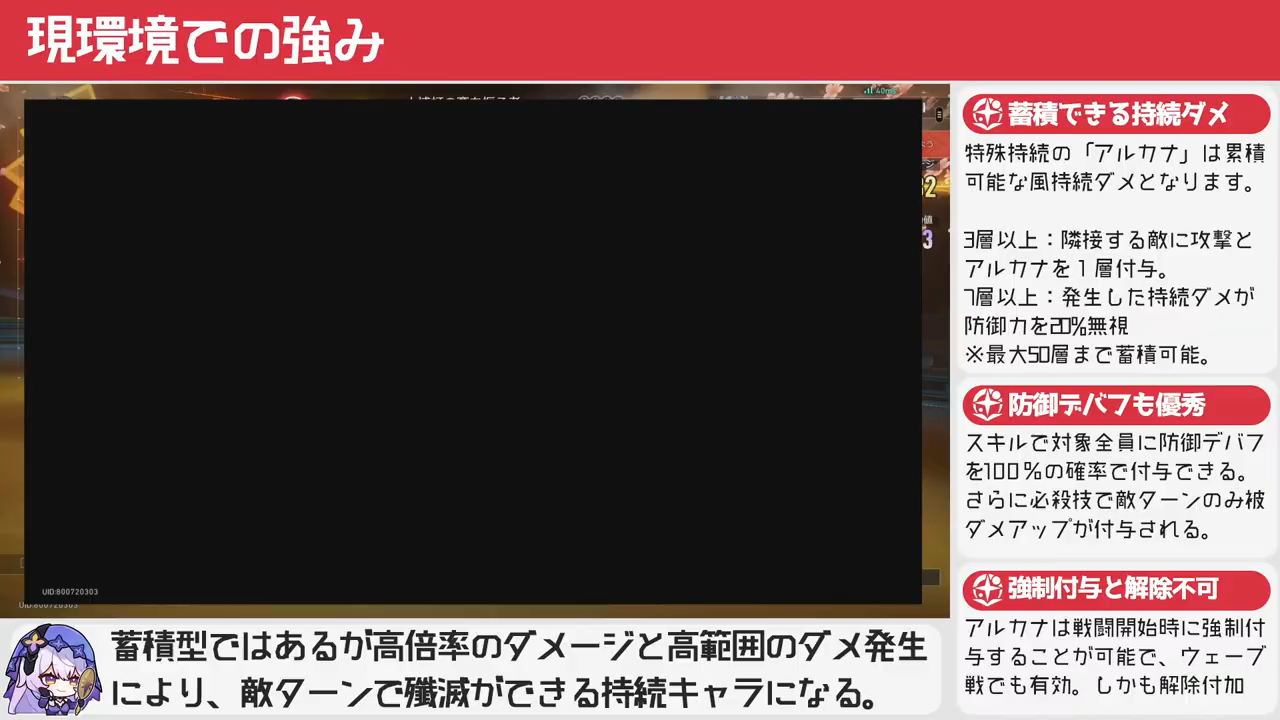 現環境での強み
40ms
UID:800720303
UID:800720303
蓄積できる持続ダメ
特殊持続の「アルカナ」は累積
可能な風持続ダメとなります。
3層以上：隣接する敵に攻撃と
アルカナを１層付与。
7層以上：発生した持続ダメが
防御力を20%無視
※最大50層まで蓄積可能。
防御デバフも優秀
スキルで対象全員に防御デバフ
を100％の確率で付与できる。
さらに必殺技で敵ターンのみ被
ダメアップが付与される。
強制付与と解除不可
アルカナは戦闘開始時に強制付
与することが可能で、ウェーブ
戦でも有効。しかも解除付加
蓄積型ではあるが高倍率のダメージと高範囲のダメ発生
により、敵ターンで殲滅ができる持続キャラになる。